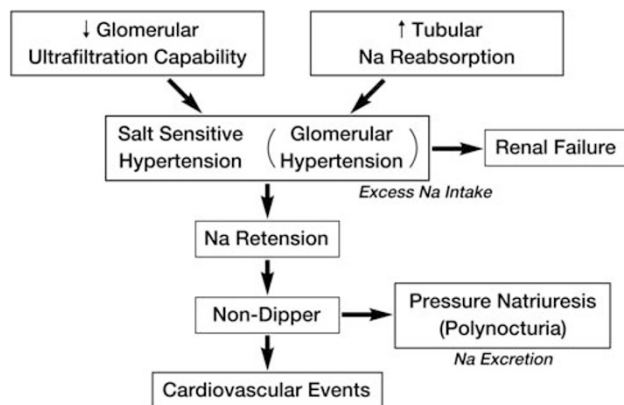 ↓ Glomerular
Ultrafiltration Capability
↑ Tubular
Na Reabsorption
Salt Sensitive
Hypertension
(Glomerular
Hypertension)
Renal Failure
Excess Na Intake
Na Retension
Non-Dipper
Pressure Natriuresis
(Polynocturia)
Na Excretion
Cardiovascular Events